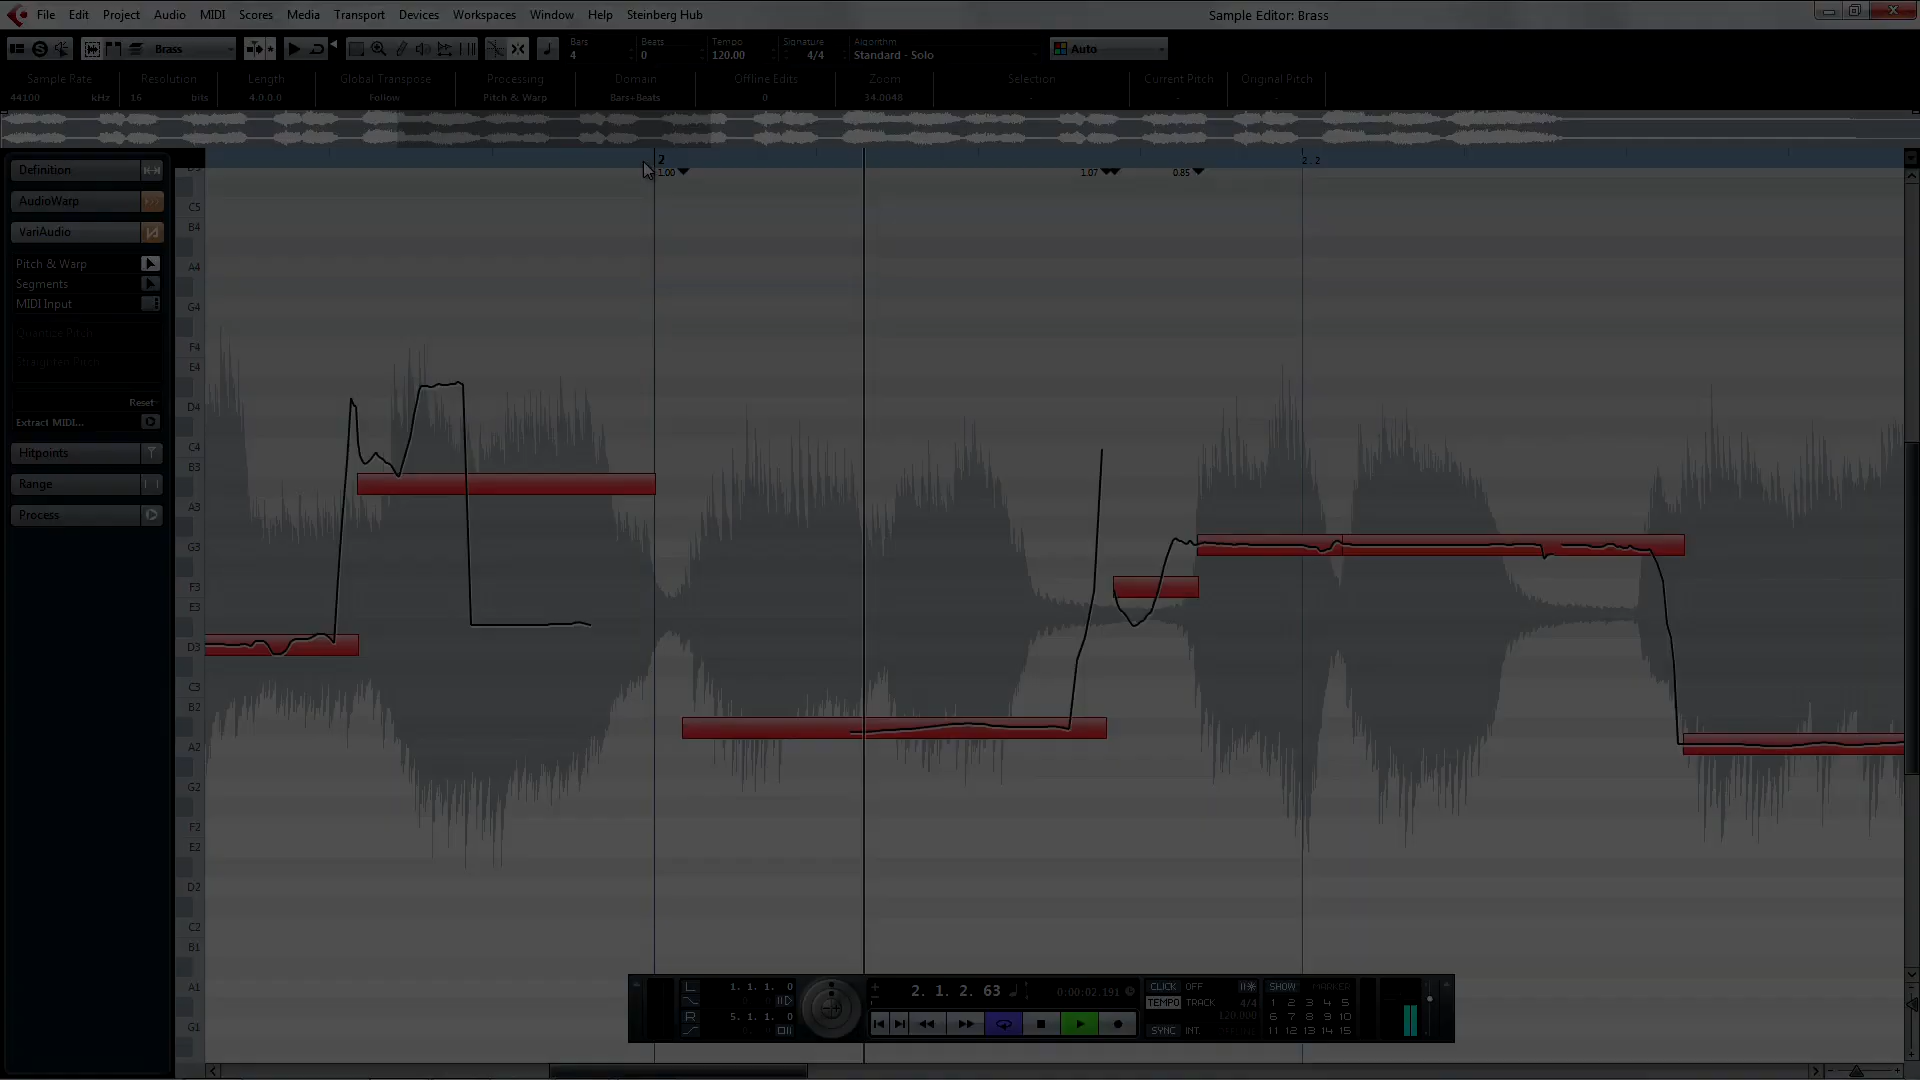 File Edit Project Audio MIDI Scores Media Transport Devices Workspaces Window Help Steinberg Hub
Sample Editor: Brass
Brass
Bars
4
Beats
0
Tempo
120.00
Signature
4/4
Algorithm
Standard - Solo
Auto
Sample Rate
44100 kHz
Resolution
16 bits
Length
4.0.0.0
Global Transpose
Follow
Processing
Pitch & Warp
Domain
Bars+Beats
Offline Edits
0
Zoom
34.0048
Selection
-
Current Pitch
-
Original Pitch
-
2
2. 2
1.00
1.07
0.85
Definition
AudioWarp
VariAudio
Pitch & Warp
Segments
MIDI Input
Quantize Pitch
Straighten Pitch
Reset
Extract MIDI...
Hitpoints
Range
Process
C5
B4
A4
G4
F4
E4
D4
C4
B3
A3
G3
F3
E3
D3
C3
B2
A2
G2
F2
E2
D2
C2
B1
A1
G1
L 1. 1. 1. 0
R 5. 1. 1. 0
2. 1. 2. 63
0:00:02.191
CLICK OFF
TEMPO TRACK
4/4
120.000
SYNC INT.
SHOW MARKER
1 2 3 4 5
6 7 8 9 10
11 12 13 14 15